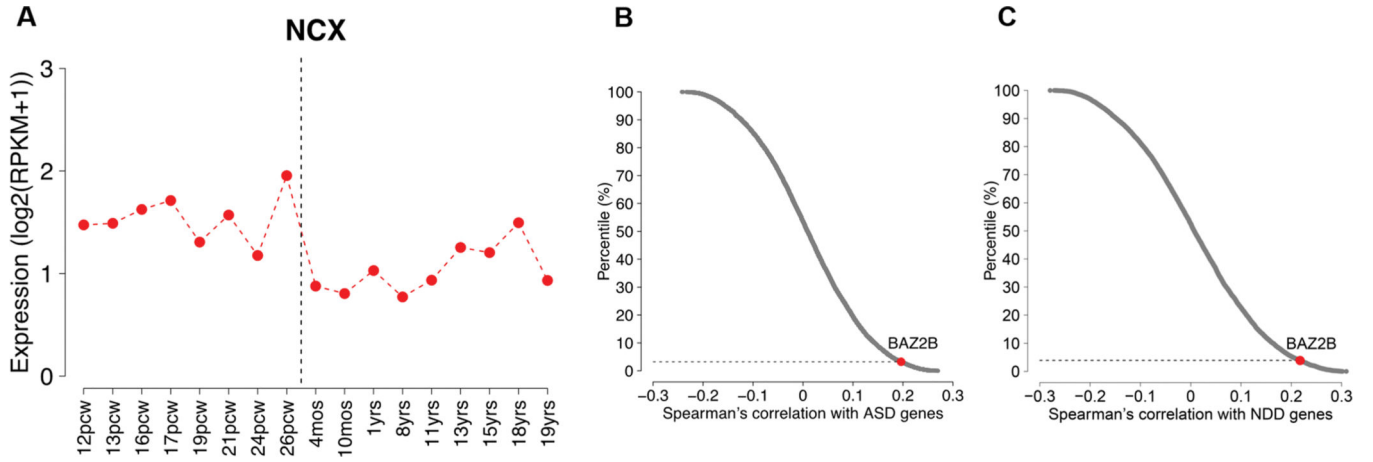 A
NCX
Expression (log2(RPKM+1))
3
2
1
0
12pcw
13pcw
16pcw
17pcw
19pcw
21pcw
24pcw
26pcw
4mos
10mos
1yrs
8yrs
11yrs
13yrs
15yrs
18yrs
19yrs
B
Percentile (%)
100
90
80
70
60
50
40
30
20
10
0
BAZ2B
−0.3
−0.2
−0.1
0
0.1
0.2
0.3
Spearman's correlation with ASD genes
C
Percentile (%)
100
90
80
70
60
50
40
30
20
10
0
BAZ2B
−0.3
−0.2
−0.1
0
0.1
0.2
0.3
Spearman's correlation with NDD genes